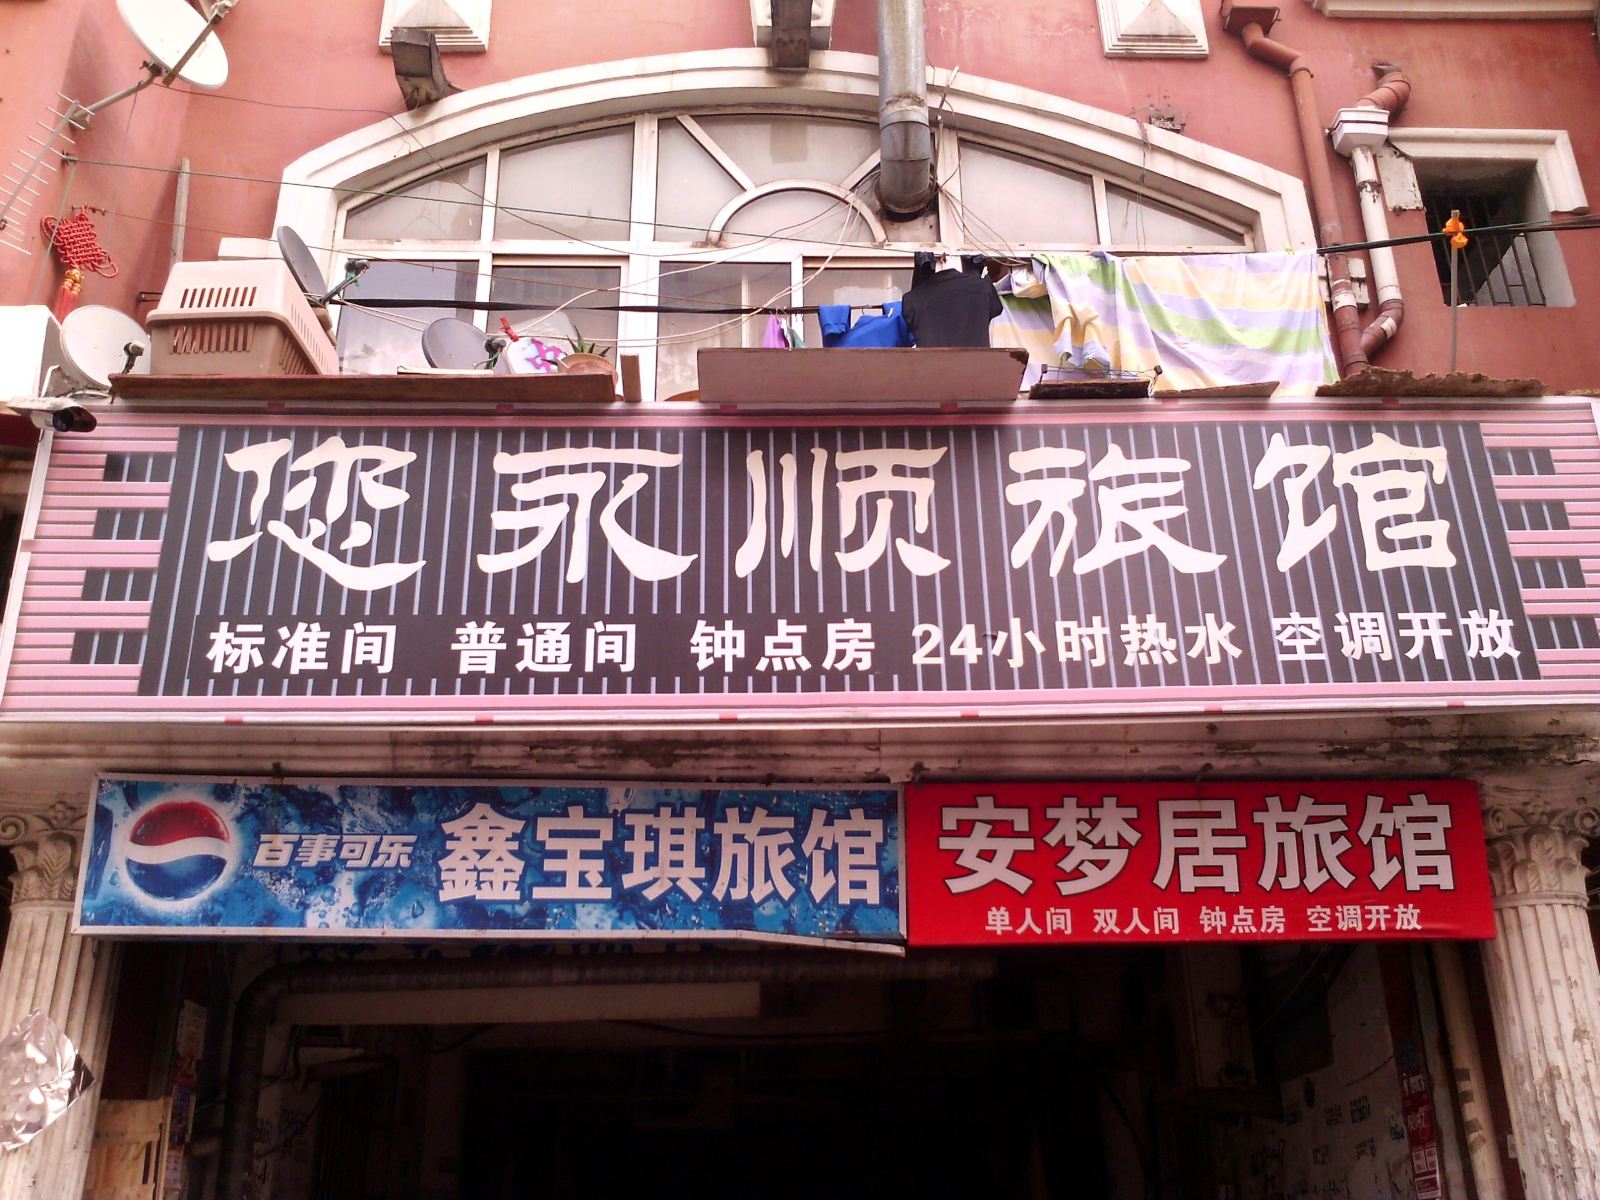 您永顺旅馆
标准间 普通间 钟点房 24小时热水 空调开放
百事可乐 鑫宝琪旅馆
安梦居旅馆
单人间 双人间 钟点房 空调开放